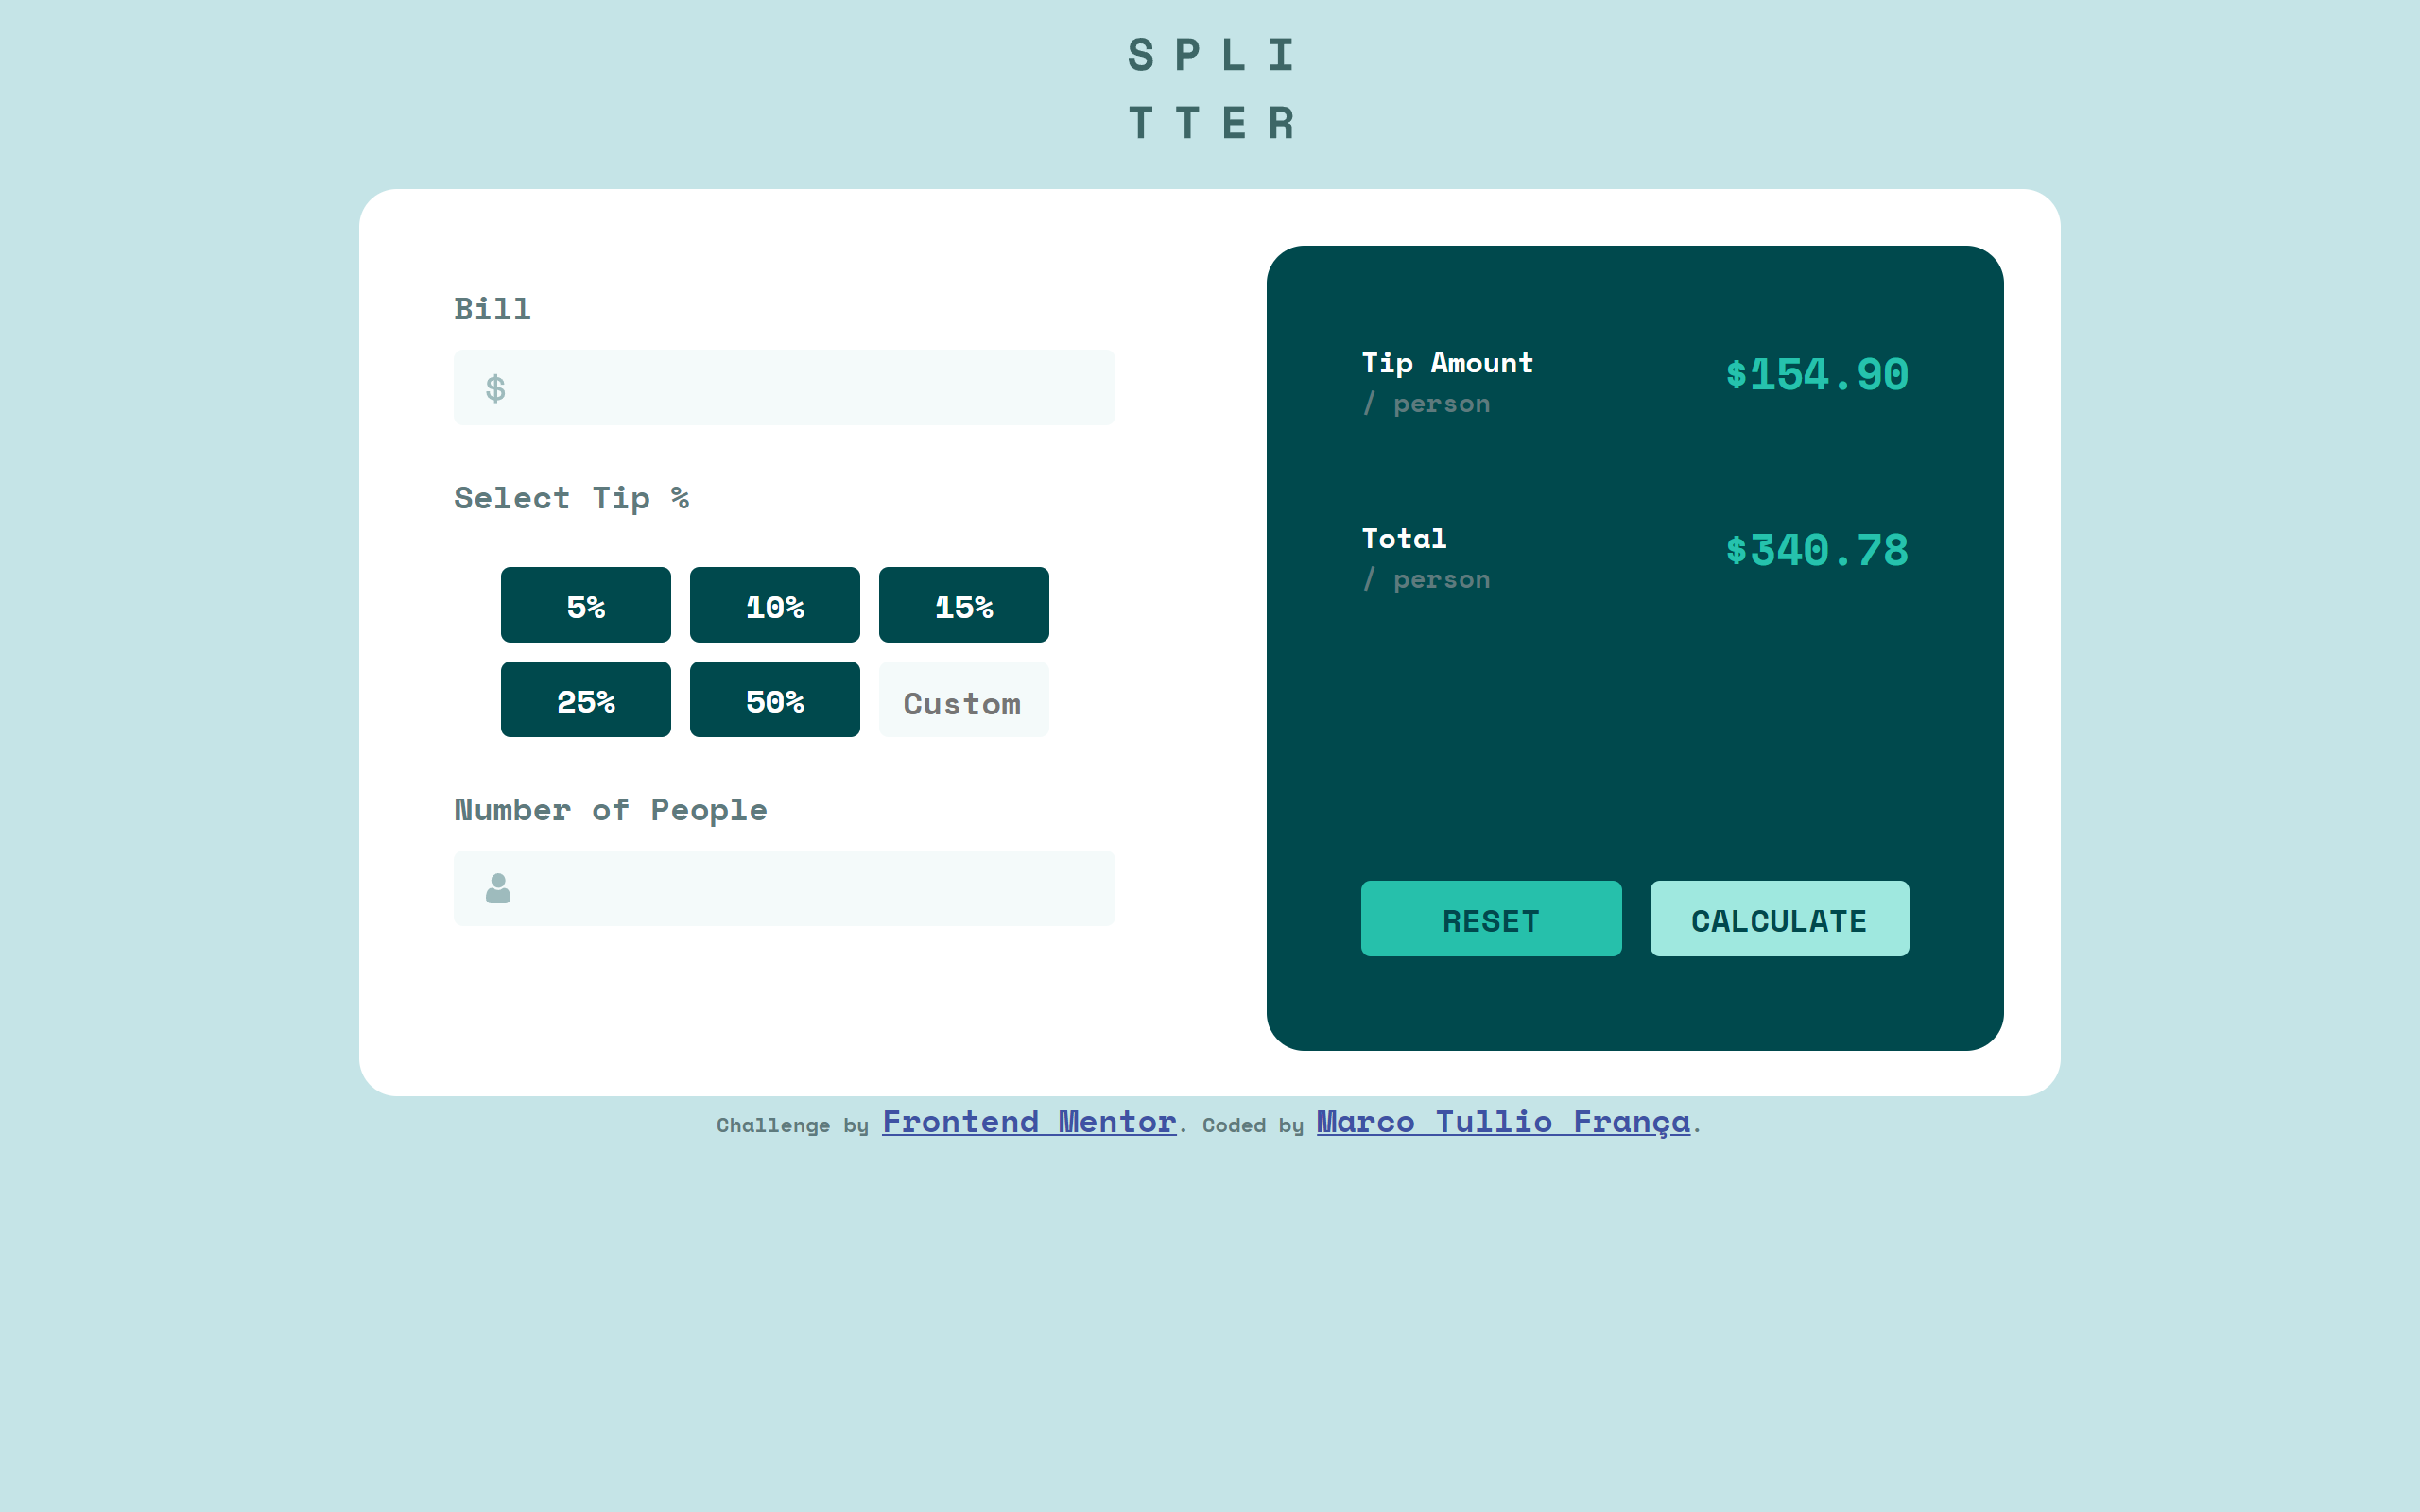 S P L I
T T E R
Bill
$
Select Tip %
5% 10% 15%
25% 50% Custom
Number of People
Tip Amount $154.90
/ person
Total $340.78
/ person
RESET CALCULATE
Challenge by Frontend Mentor. Coded by Marco Tullio França.